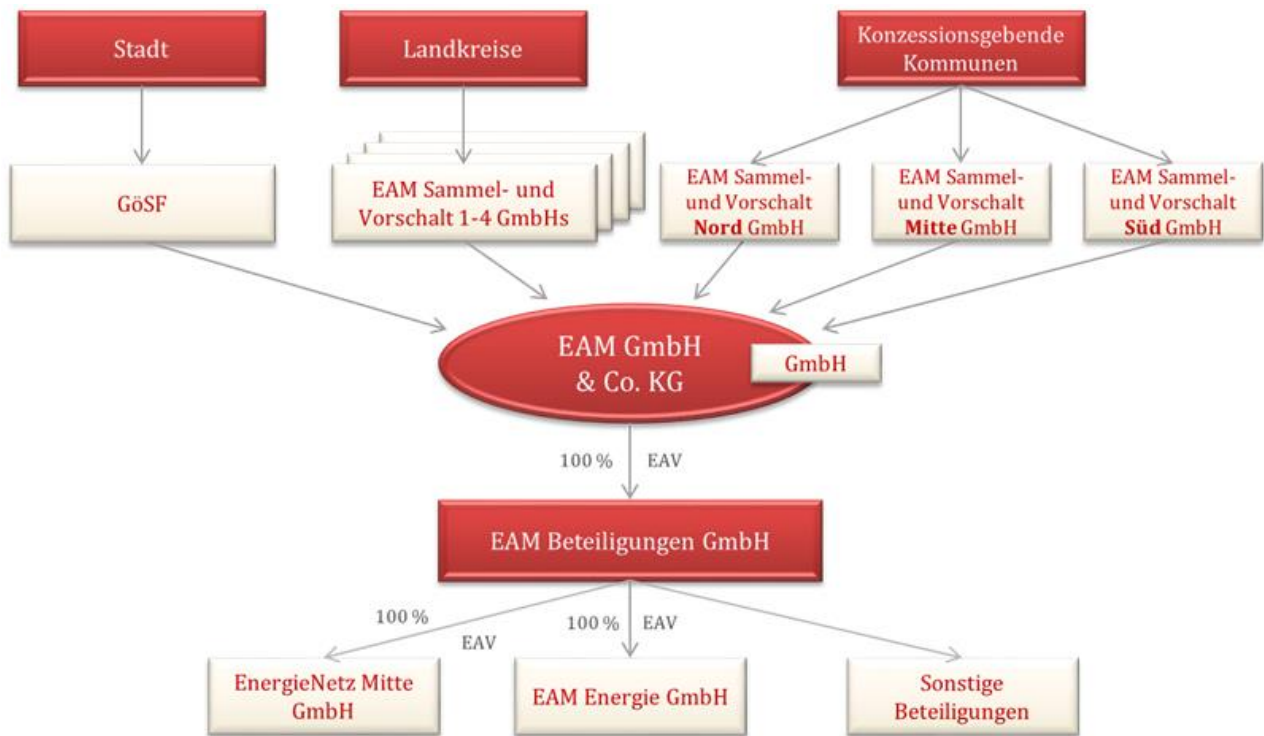 Stadt
Landkreise
Konzessionsgebende
Kommunen
GöSF
EAM Sammel- und
Vorschalt 1-4 GmbHs
EAM Sammel-
und Vorschalt
Nord GmbH
EAM Sammel-
und Vorschalt
Mitte GmbH
EAM Sammel-
und Vorschalt
Süd GmbH
EAM GmbH
& Co. KG
GmbH
100 % EAV
EAM Beteiligungen GmbH
100 %
EAV
100 % EAV
EnergieNetz Mitte
GmbH
EAM Energie GmbH
Sonstige
Beteiligungen